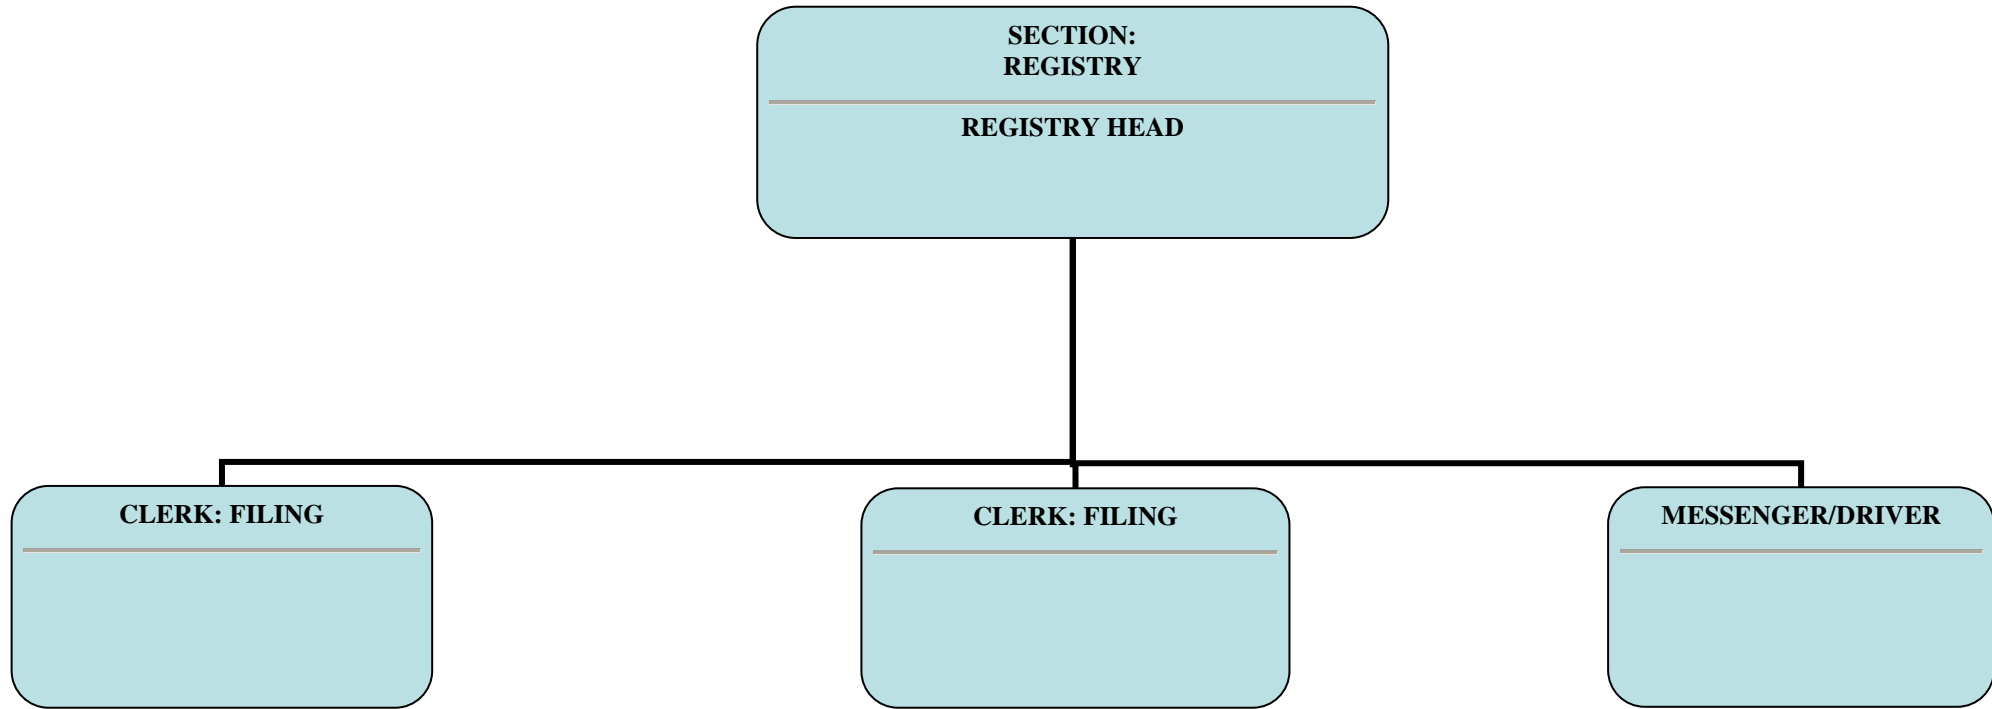 SECTION:
REGISTRY
REGISTRY HEAD
CLERK: FILING
CLERK: FILING
MESSENGER/DRIVER